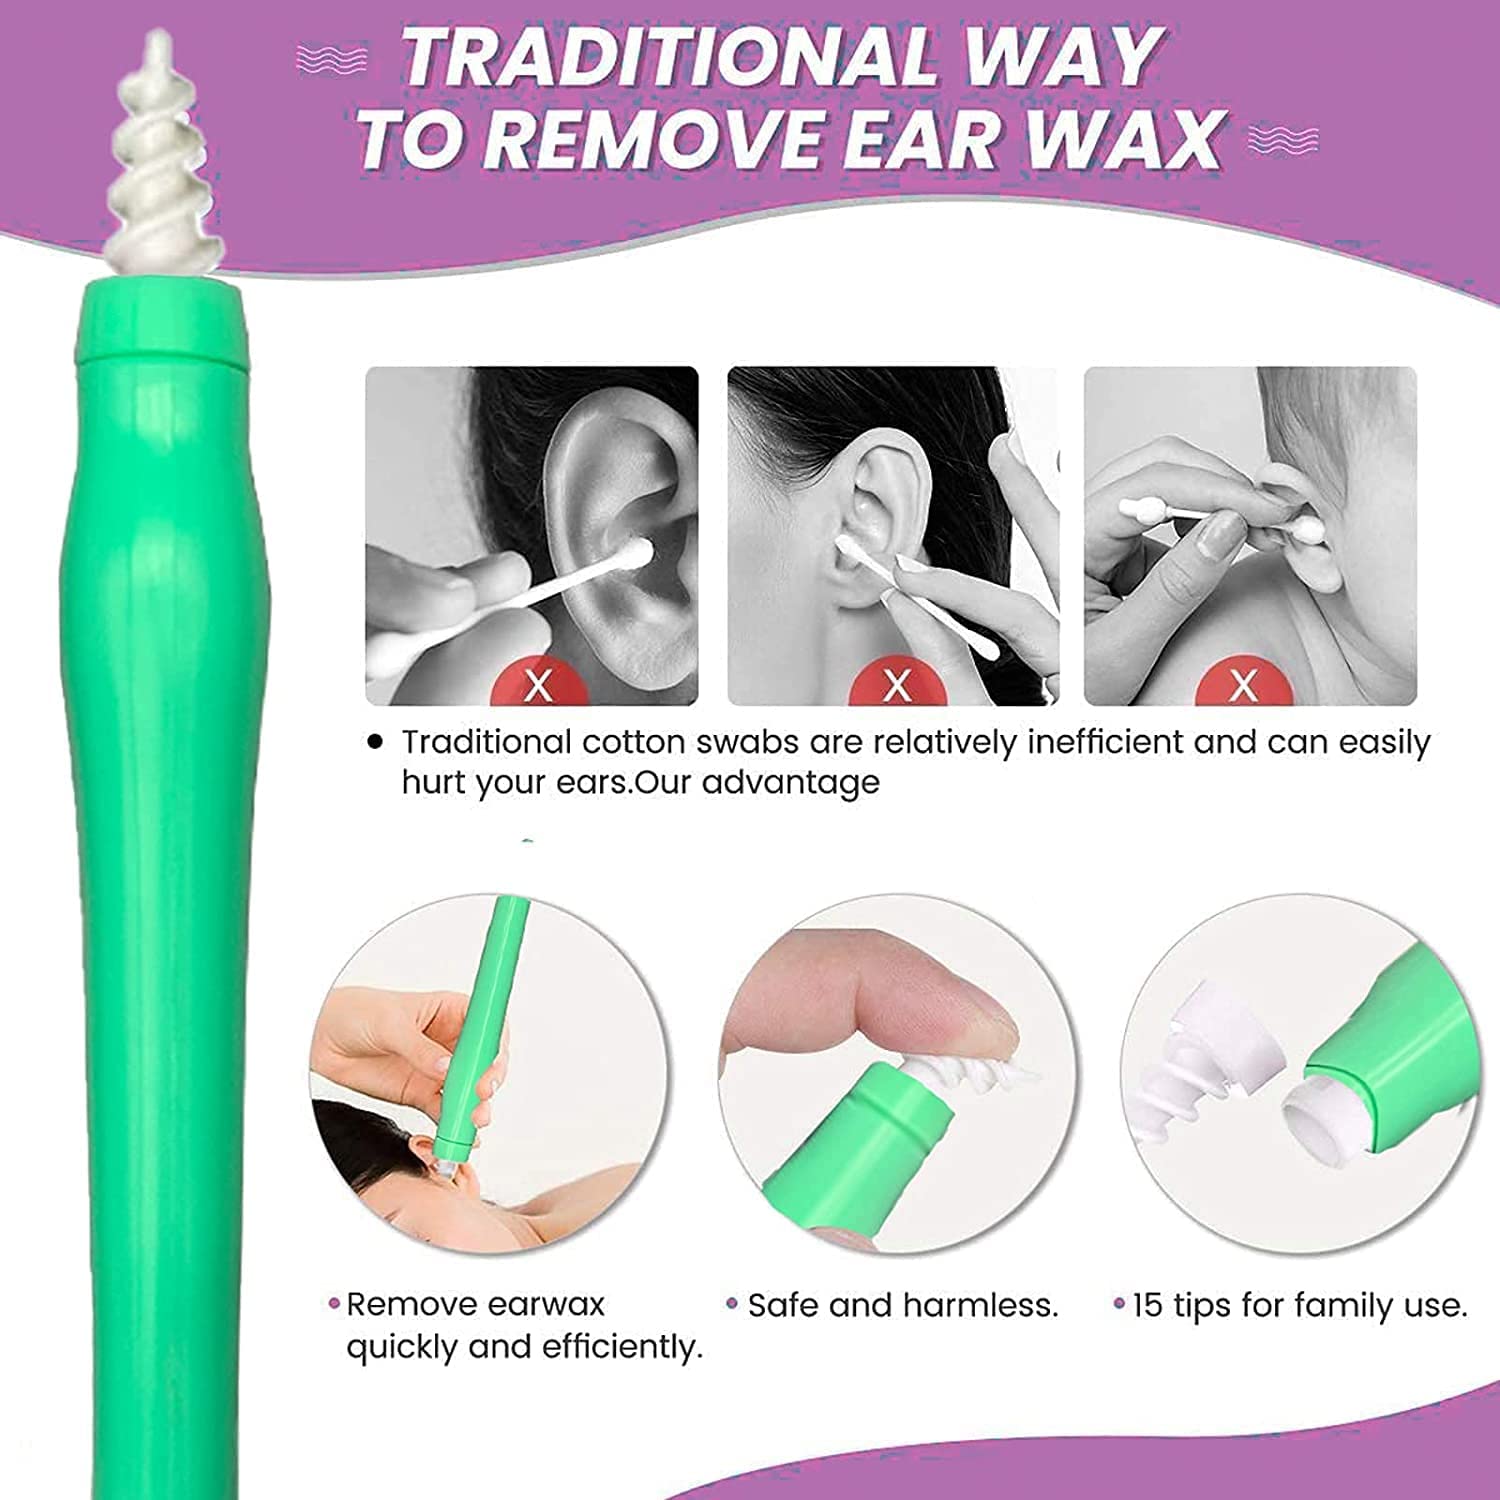 TRADITIONAL WAY
TO REMOVE EAR WAX
X
X
X
Traditional cotton swabs are relatively inefficient and can easily
hurt your ears.Our advantage
Remove earwax
quickly and efficiently.
Safe and harmless.
15 tips for family use.